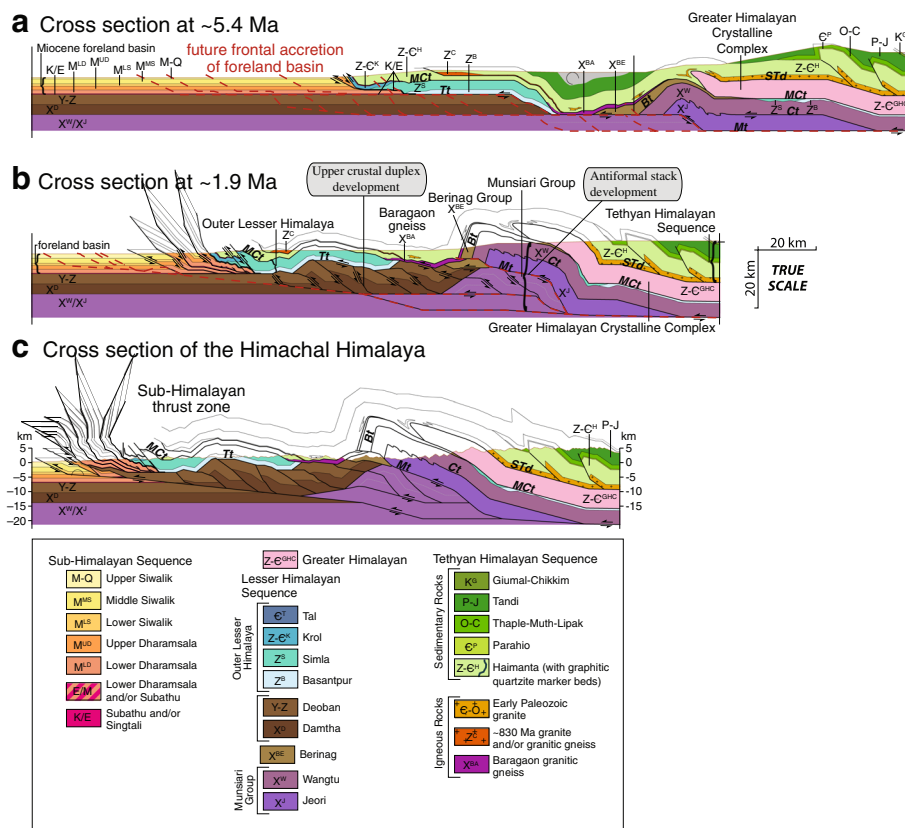 a Cross section at ~5.4 Ma
Greater Himalayan
Crystalline
Complex
Miocene foreland basin
future frontal accretion
of foreland basin
K/E M^LD M^UD M^LS M^MS M-Q
Z-Є^K K/E Z-Є^H Z^C Z^B
X^BA X^BE
Є^P O-C P-J K^G
MCt Tt Z^S Bt X^W X^J Z-Є^H STd MCt Z^S Ct Z^B Z-Є^GHC Mt
Y-Z
X^D
X^W/X^J
b Cross section at ~1.9 Ma
Upper crustal duplex
development
Munsiari Group
Antiformal stack
development
Berinag Group
X^BE
Baragaon
gneiss
X^BA
Outer Lesser Himalaya
Z^C
Tethyan Himalayan
Sequence
foreland basin
MCt Tt Bt Mt X^W Ct X^J Z-Є^H STd MCt Z-Є^GHC
Y-Z
X^D
X^W/X^J
Greater Himalayan Crystalline Complex
20 km
20 km
TRUE
SCALE
c Cross section of the Himachal Himalaya
Sub-Himalayan
thrust zone
Z-Є^H P-J
km
5
0
−5
−10
−15
−20
km
5
0
-5
-10
-15
MCt Tt Bt Mt Ct STd MCt Z-Є^GHC
Y-Z
X^D
X^W/X^J
Sub-Himalayan Sequence
M-Q Upper Siwalik
M^MS Middle Siwalik
M^LS Lower Siwalik
M^UD Upper Dharamsala
M^LD Lower Dharamsala
E/M Lower Dharamsala
and/or Subathu
K/E Subathu and/or
Singtali
Z-Є^GHC Greater Himalayan
Lesser Himalayan
Sequence
Outer Lesser
Himalaya
Є^T Tal
Z-Є^K Krol
Z^S Simla
Z^B Basantpur
Y-Z Deoban
X^D Damtha
X^BE Berinag
Munsiari
Group
X^W Wangtu
X^J Jeori
Tethyan Himalayan Sequence
Sedimentary Rocks
K^G Giumal-Chikkim
P-J Tandi
O-C Thaple-Muth-Lipak
Є^P Parahio
Z-Є^H Haimanta (with graphitic
quartzite marker beds)
Igneous Rocks
Є-O Early Paleozoic
granite
Z^C ~830 Ma granite
and/or granitic gneiss
X^BA Baragaon granitic
gneiss